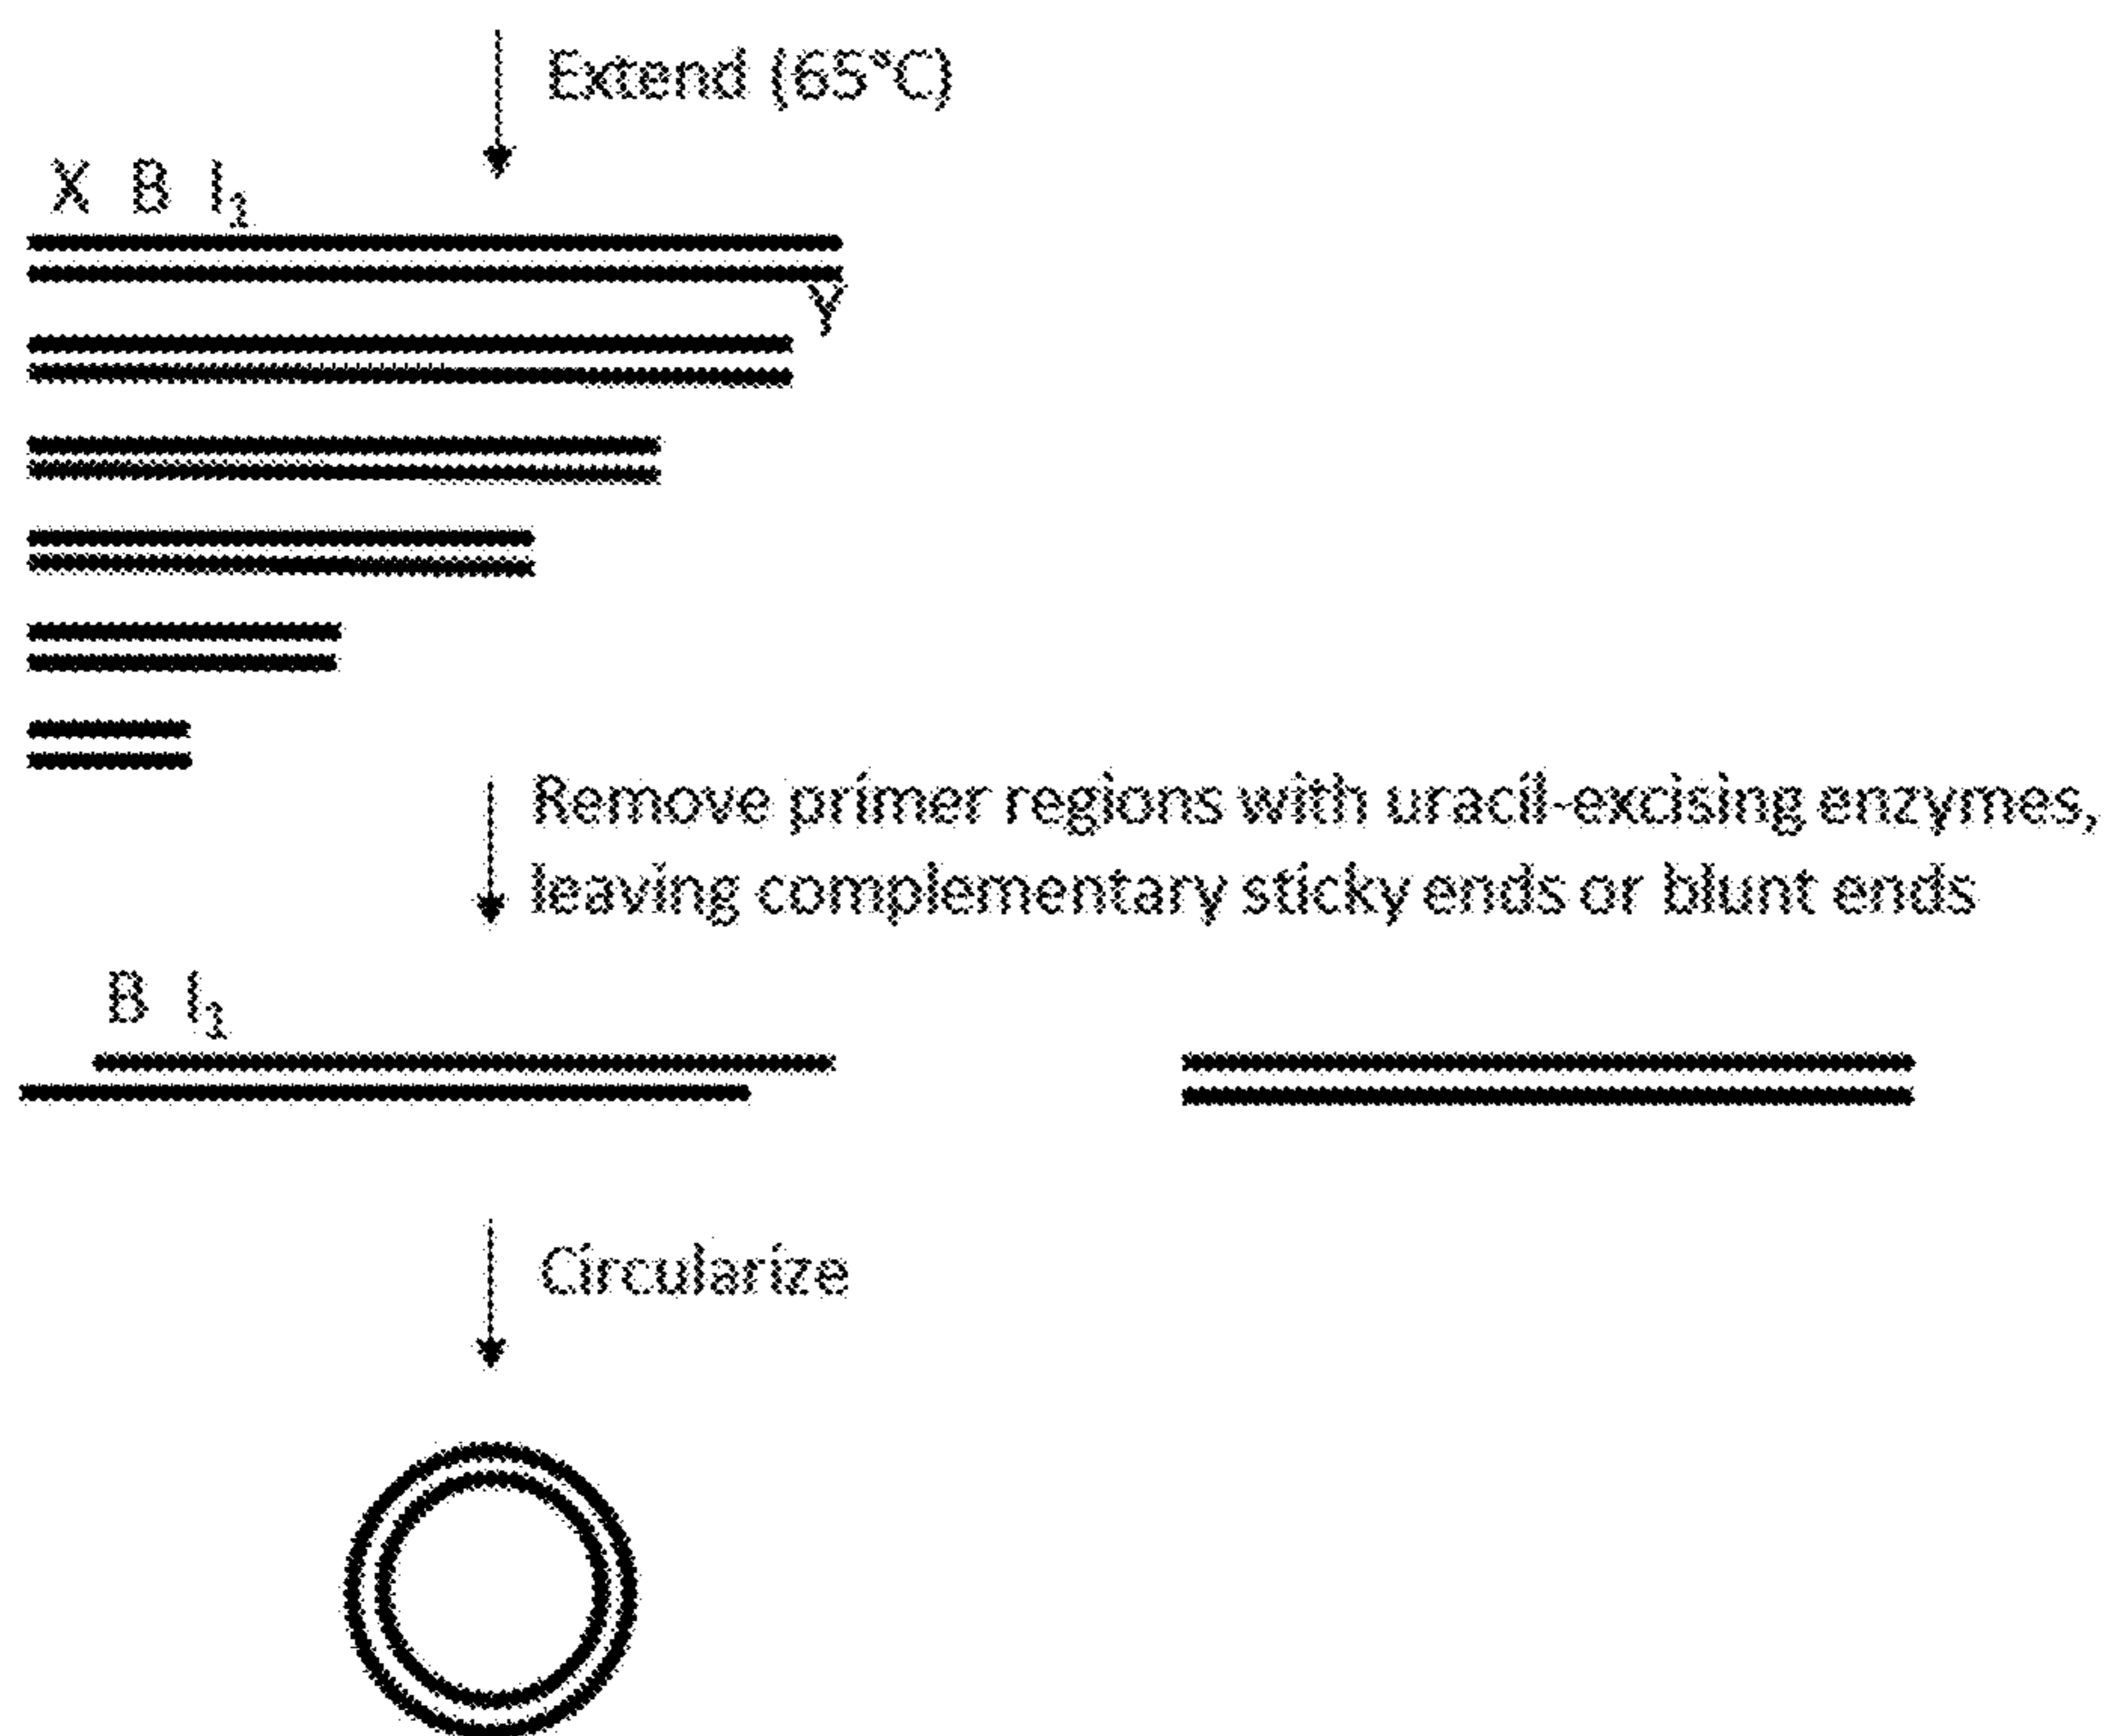 Extend (65°C)
X B I₁
Y
Remove primer regions with uracil-excising enzymes,
leaving complementary sticky ends or blunt ends
B I₁
Circularize